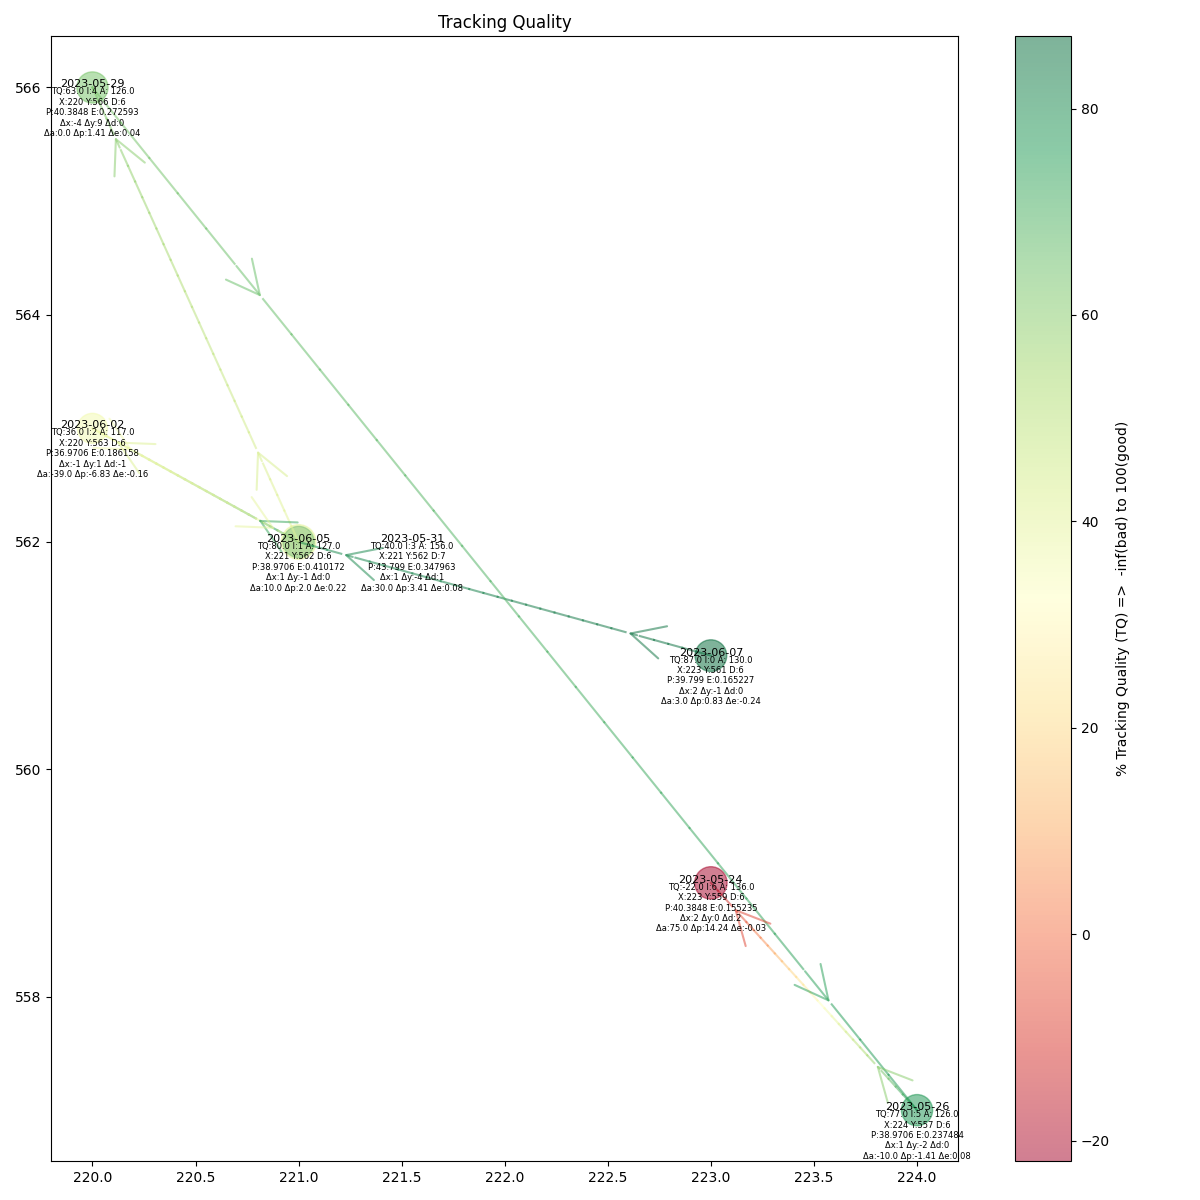 Tracking Quality
566
564
562
560
558
2023-05-29
TQ:63.0 I:4 A: 126.0
X:220 Y:566 D:6
P:40.3848 E:0.272593
Δx:-4 Δy:9 Δd:0
Δa:0.0 Δp:1.41 Δe:0.04
2023-06-02
TQ:36.0 I:2 A: 117.0
X:220 Y:563 D:6
P:36.9706 E:0.186158
Δx:-1 Δy:1 Δd:-1
Δa:-39.0 Δp:-6.83 Δe:-0.16
2023-06-05
TQ:80.0 I:1 A: 127.0
X:221 Y:562 D:6
P:38.9706 E:0.410172
Δx:1 Δy:-1 Δd:0
Δa:10.0 Δp:2.0 Δe:0.22
2023-05-31
TQ:40.0 I:3 A: 156.0
X:221 Y:562 D:7
P:43.799 E:0.347963
Δx:1 Δy:-4 Δd:1
Δa:30.0 Δp:3.41 Δe:0.08
2023-06-07
TQ:87.0 I:0 A: 130.0
X:223 Y:561 D:6
P:39.799 E:0.165227
Δx:2 Δy:-1 Δd:0
Δa:3.0 Δp:0.83 Δe:-0.24
2023-05-24
TQ:-22.0 I:6 A: 136.0
X:223 Y:559 D:6
P:40.3848 E:0.155235
Δx:2 Δy:0 Δd:2
Δa:75.0 Δp:14.24 Δe:-0.03
2023-05-26
TQ:77.0 I:5 A: 126.0
X:224 Y:557 D:6
P:38.9706 E:0.237484
Δx:1 Δy:-2 Δd:0
Δa:-10.0 Δp:-1.41 Δe:0.08
220.0 220.5 221.0 221.5 222.0 222.5 223.0 223.5 224.0
80
60
40
20
0
−20
% Tracking Quality (TQ) => -inf(bad) to 100(good)